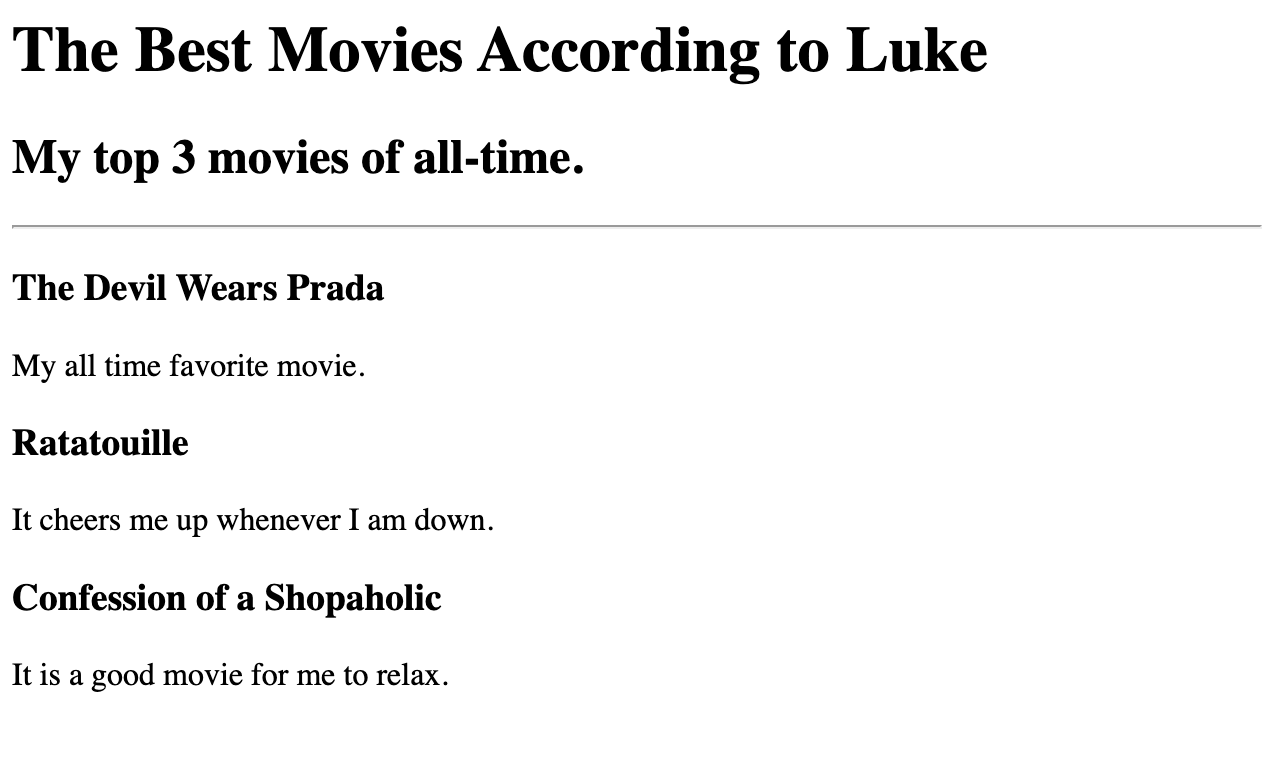 The Best Movies According to Luke
My top 3 movies of all-time.
The Devil Wears Prada
My all time favorite movie.
Ratatouille
It cheers me up whenever I am down.
Confession of a Shopaholic
It is a good movie for me to relax.